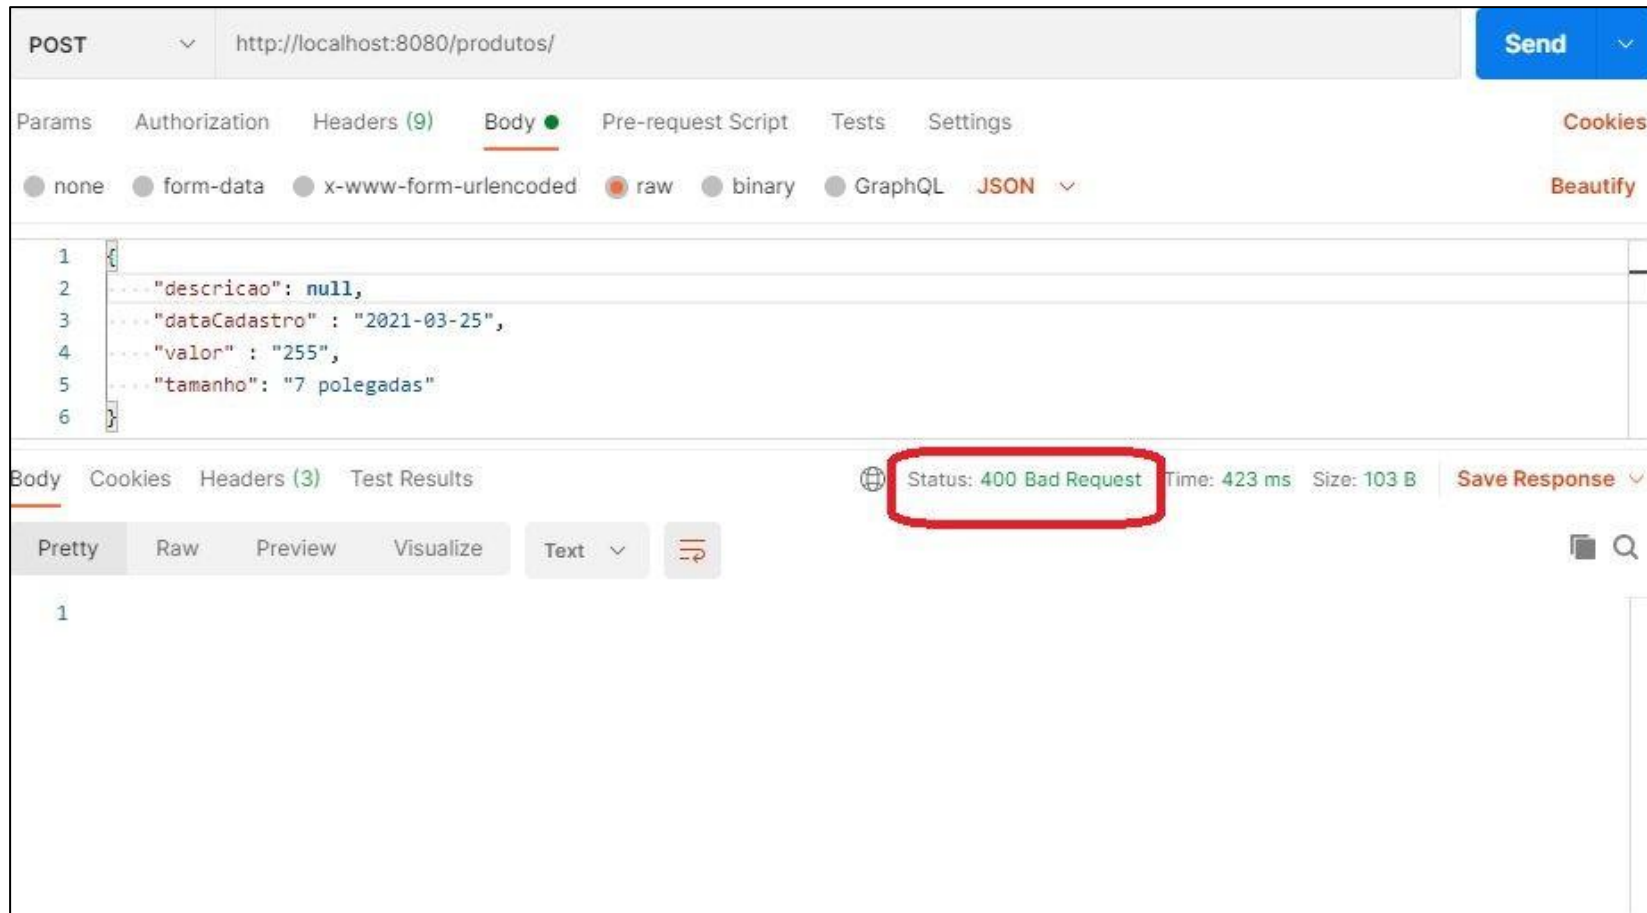 POST http://localhost:8080/produtos/ Send
Params Authorization Headers (9) Body Pre-request Script Tests Settings Cookies
none form-data x-www-form-urlencoded raw binary GraphQL JSON Beautify
1 {
2 "descricao": null,
3 "dataCadastro" : "2021-03-25",
4 "valor" : "255",
5 "tamanho": "7 polegadas"
6 }
Body Cookies Headers (3) Test Results Status: 400 Bad Request Time: 423 ms Size: 103 B Save Response
Pretty Raw Preview Visualize Text
1